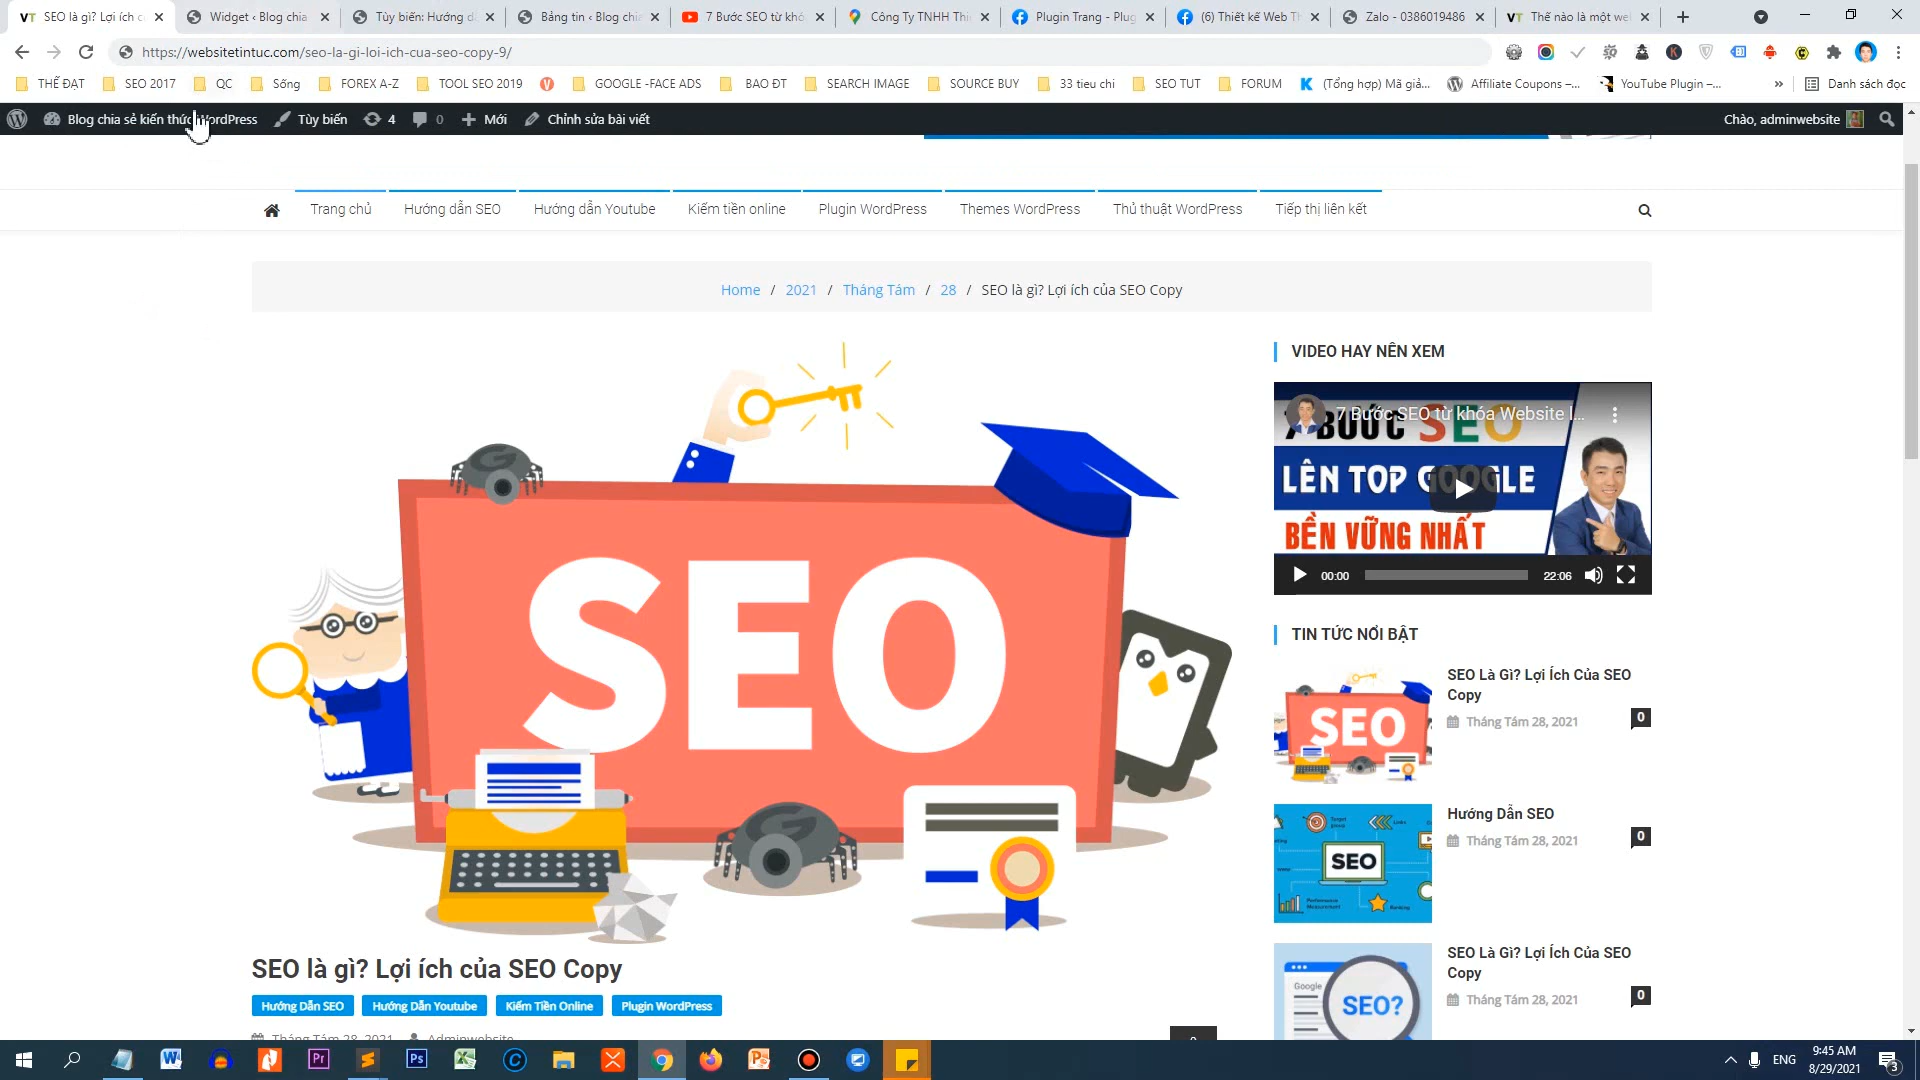 SEO là gì? Lợi ích c
Widget ‹ Blog chia
Tùy biến: Hướng d
Bảng tin ‹ Blog chia
7 Bước SEO từ khó
Công Ty TNHH Thi
Plugin Trang - Plug
(6) Thiết kế Web Th
Zalo - 0386019486
Thế nào là một we
https://websitetintuc.com/seo-la-gi-loi-ich-cua-seo-copy-9/
THẾ ĐẠT
SEO 2017
QC
Sống
FOREX A-Z
TOOL SEO 2019
GOOGLE -FACE ADS
BAO ĐT
SEARCH IMAGE
SOURCE BUY
33 tieu chi
SEO TUT
FORUM
(Tổng hợp) Mã giả...
Affiliate Coupons –...
YouTube Plugin –...
»
Danh sách đọc
Blog chia sẻ kiến thức WordPress
Tùy biến
4
0
Mới
Chỉnh sửa bài viết
Chào, adminwebsite
Trang chủ
Hướng dẫn SEO
Hướng dẫn Youtube
Kiếm tiền online
Plugin WordPress
Themes WordPress
Thủ thuật WordPress
Tiếp thị liên kết
Home / 2021 / Tháng Tám / 28 / SEO là gì? Lợi ích của SEO Copy
SEO
VIDEO HAY NÊN XEM
7 Bước SEO từ khóa Website l...
7 BƯỚC SEO
LÊN TOP GOOGLE
BỀN VỮNG NHẤT
00:00
22:06
TIN TỨC NỔI BẬT
SEO
SEO Là Gì? Lợi Ích Của SEO
Copy
Tháng Tám 28, 2021
0
SEO
Hướng Dẫn SEO
Tháng Tám 28, 2021
0
Google
SEO?
SEO Là Gì? Lợi Ích Của SEO
Copy
Tháng Tám 28, 2021
0
SEO là gì? Lợi ích của SEO Copy
Hướng Dẫn SEO
Hướng Dẫn Youtube
Kiếm Tiền Online
Plugin WordPress
Tháng Tám 28, 2021
Adminwebsite
ENG
9:45 AM
8/29/2021
3